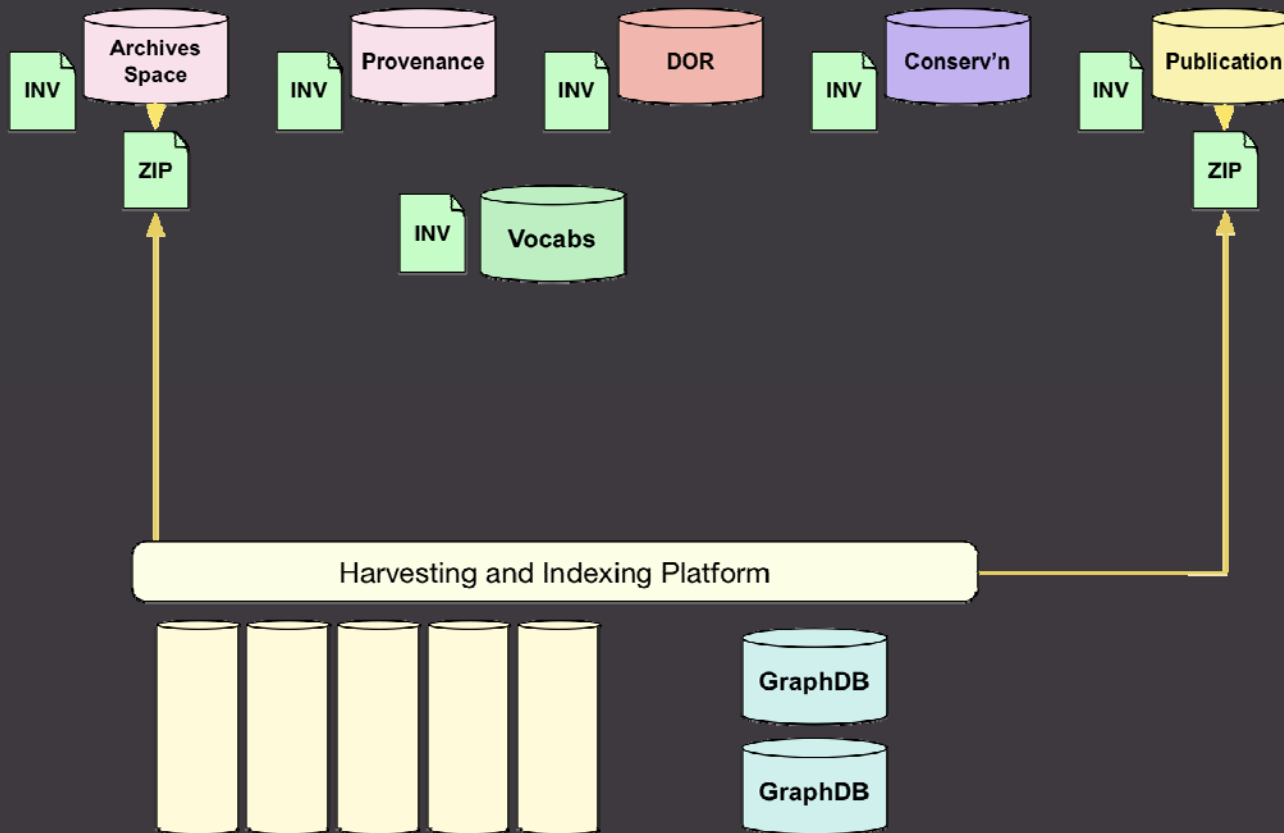 INV
Archives
Space
INV
Provenance
INV
DOR
INV
Conserv’n
INV
Publication
ZIP
ZIP
INV
Vocabs
Harvesting and Indexing Platform
GraphDB
GraphDB